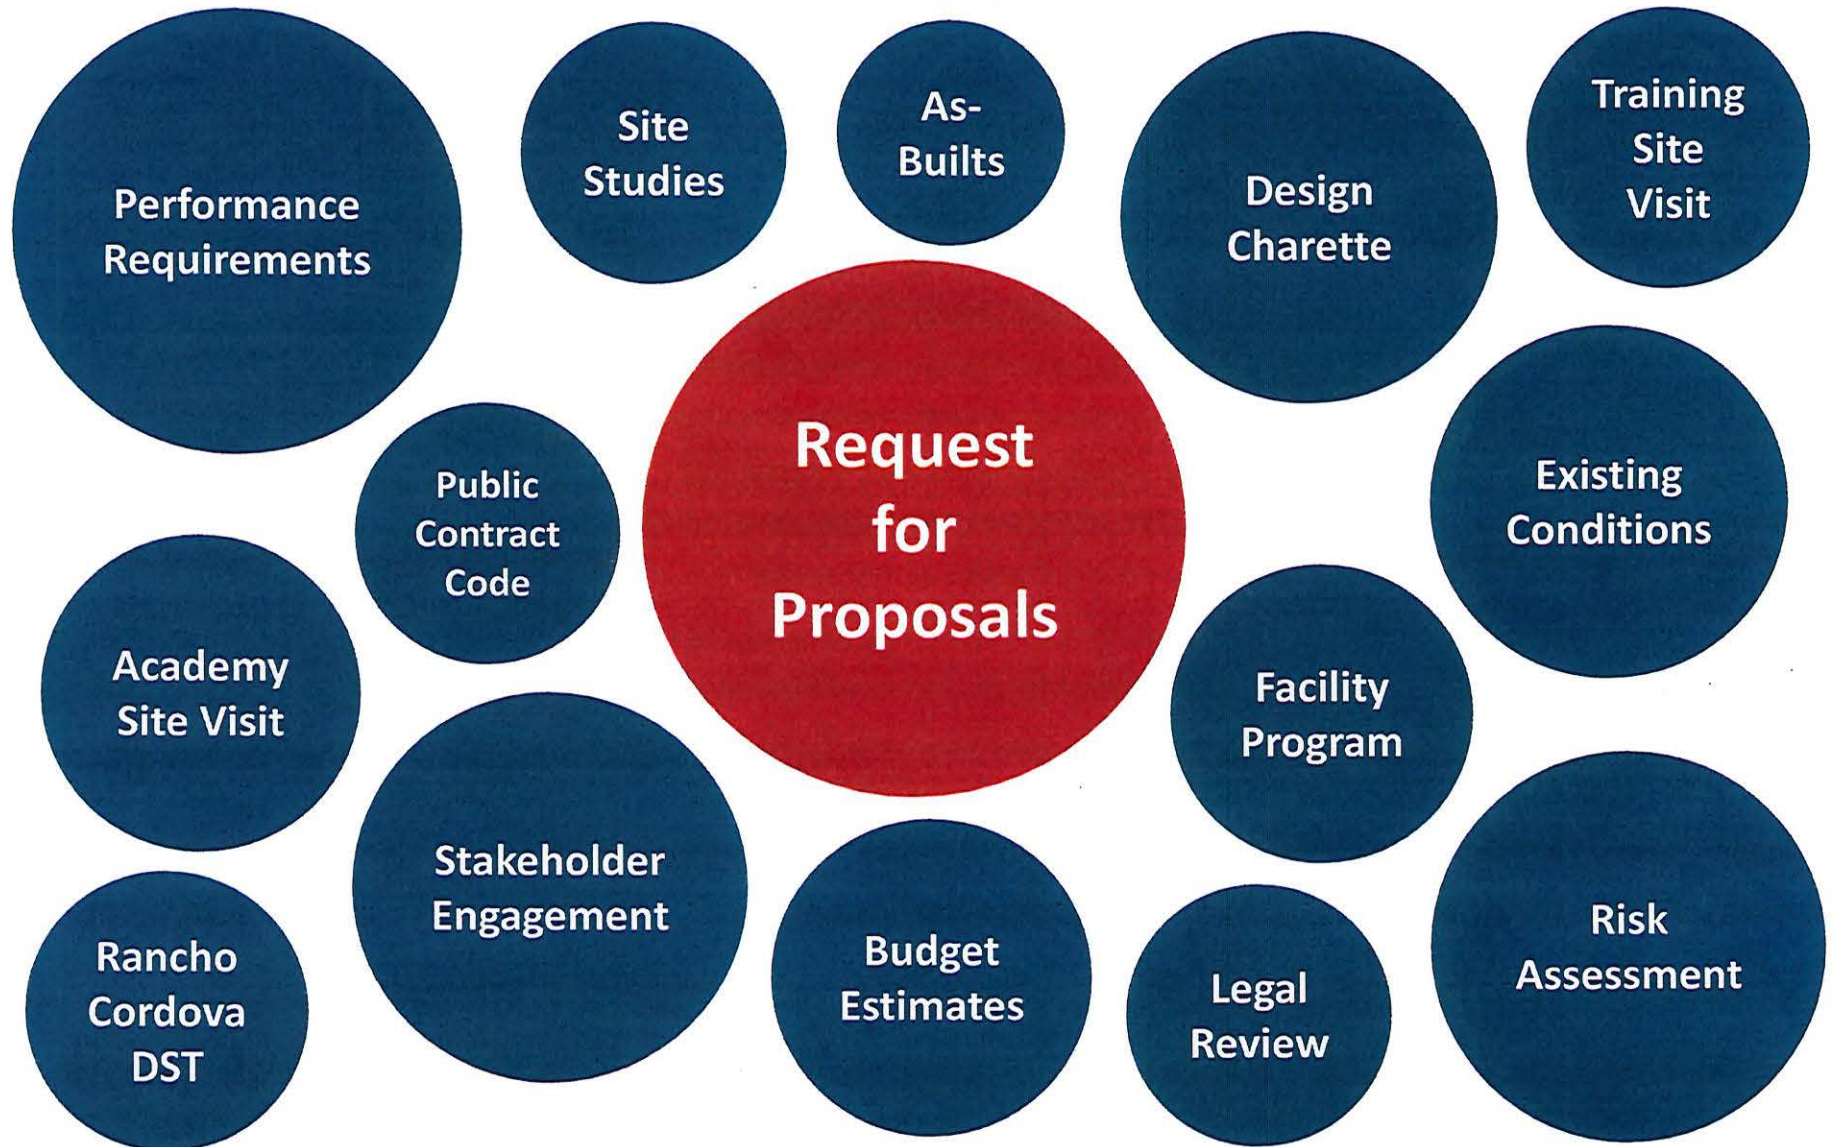 Performance
Requirements
Site
Studies
As-
Builts
Design
Charette
Training
Site
Visit
Public
Contract
Code
Request
for
Proposals
Existing
Conditions
Academy
Site Visit
Facility
Program
Stakeholder
Engagement
Rancho
Cordova
DST
Budget
Estimates
Legal
Review
Risk
Assessment